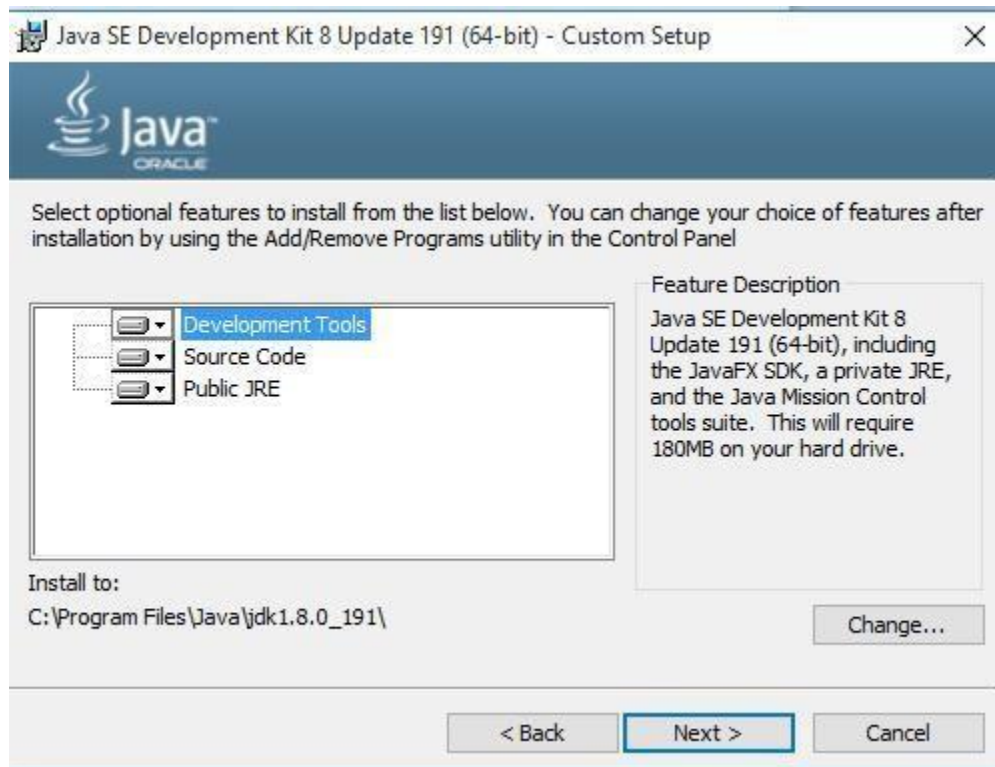 Java SE Development Kit 8 Update 191 (64-bit) - Custom Setup
Java™
ORACLE
Select optional features to install from the list below. You can change your choice of features after
installation by using the Add/Remove Programs utility in the Control Panel
Development Tools
Source Code
Public JRE
Feature Description
Java SE Development Kit 8
Update 191 (64-bit), including
the JavaFX SDK, a private JRE,
and the Java Mission Control
tools suite. This will require
180MB on your hard drive.
Install to:
C:\Program Files\Java\jdk1.8.0_191\
Change...
< Back
Next >
Cancel